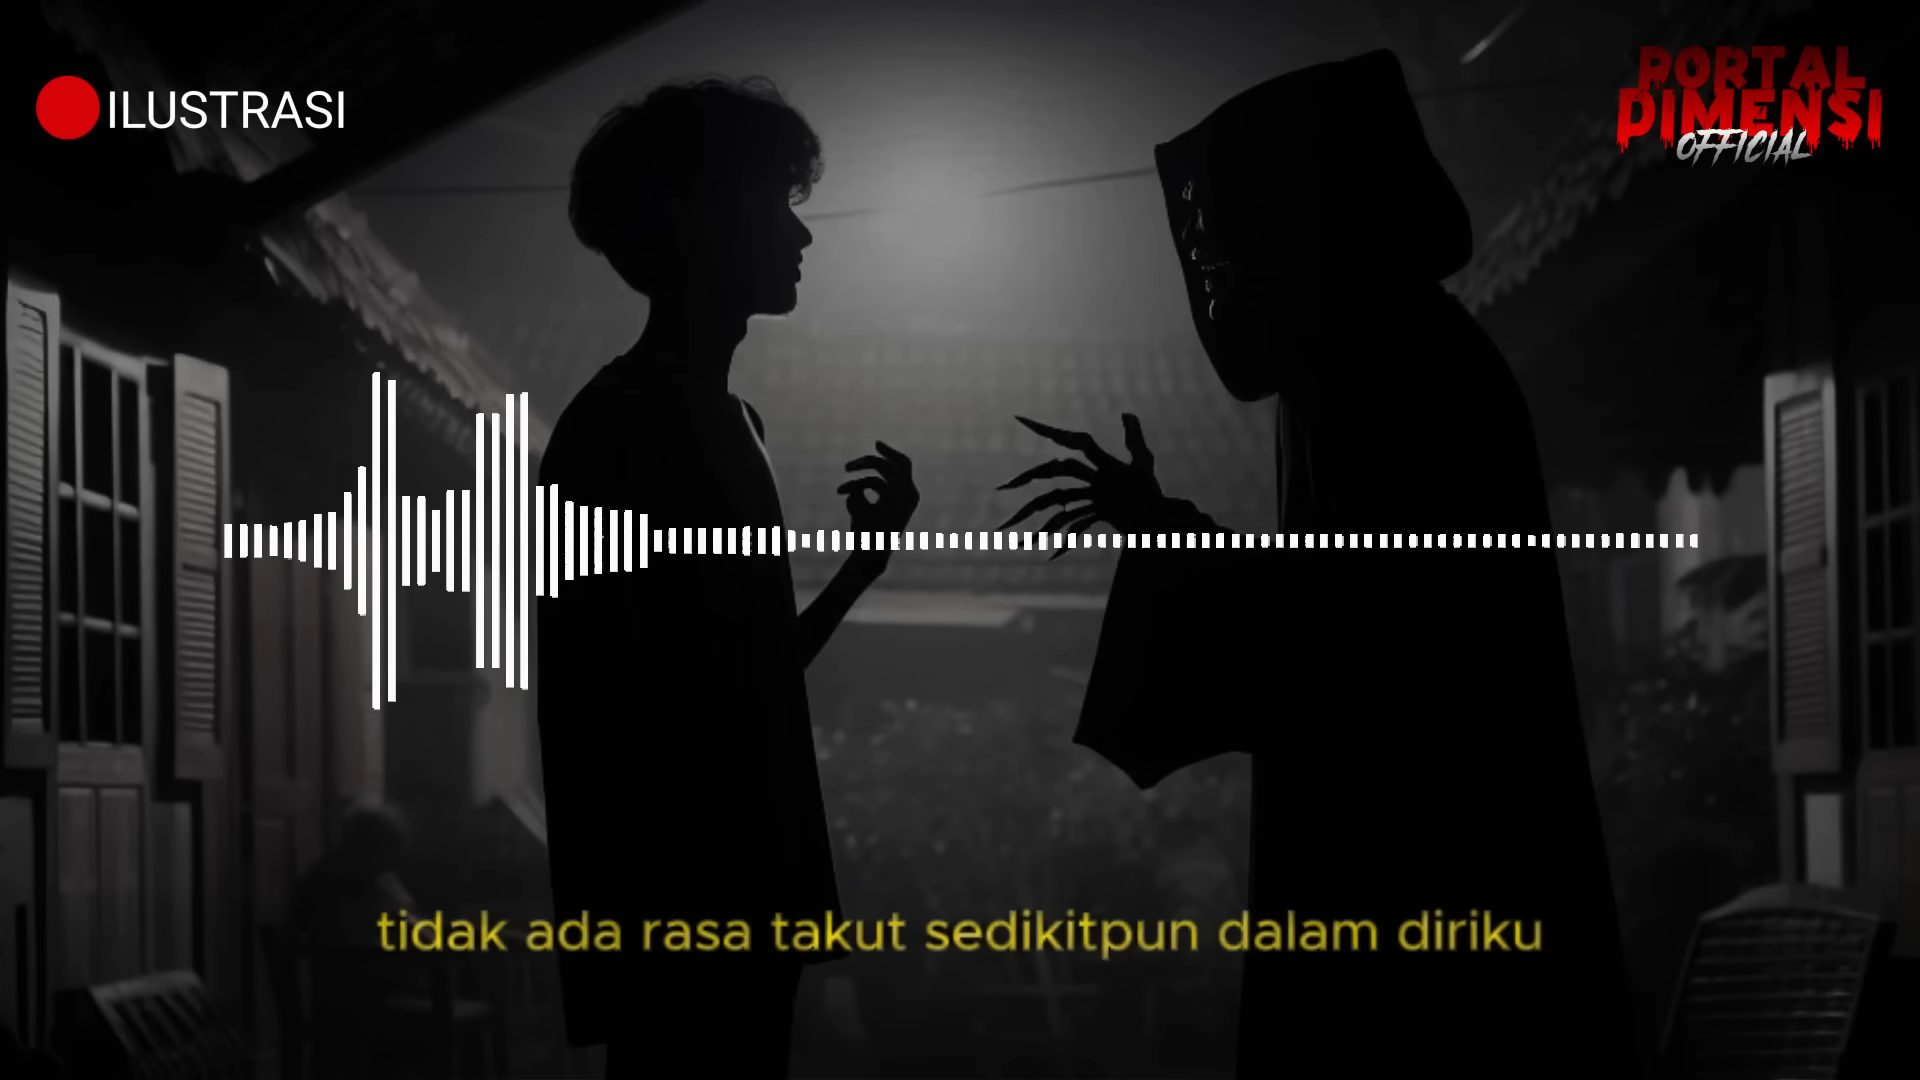 ILUSTRASI
PORTAL
DIMENSI
OFFICIAL
tidak ada rasa takut sedikitpun dalam diriku